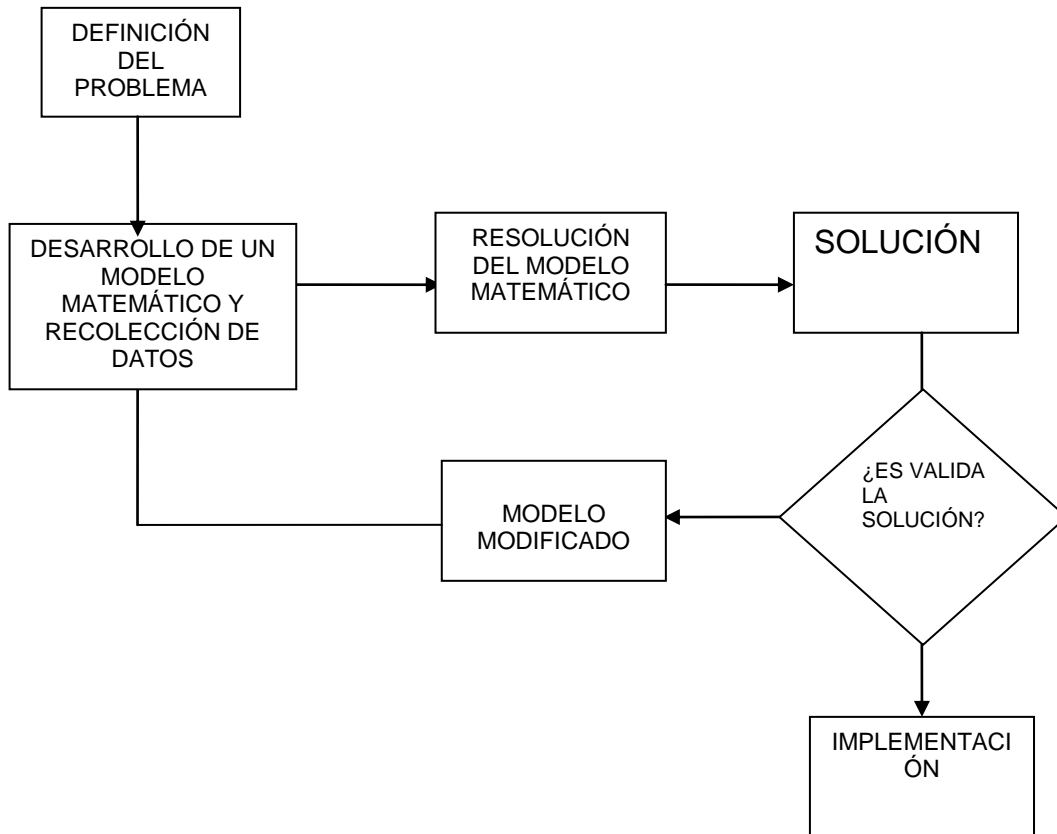 DEFINICIÓN
DEL
PROBLEMA
DESARROLLO DE UN
MODELO
MATEMÁTICO Y
RECOLECCIÓN DE
DATOS
RESOLUCIÓN
DEL MODELO
MATEMÁTICO
SOLUCIÓN
¿ES VALIDA
LA
SOLUCIÓN?
MODELO
MODIFICADO
IMPLEMENTACI
ÓN